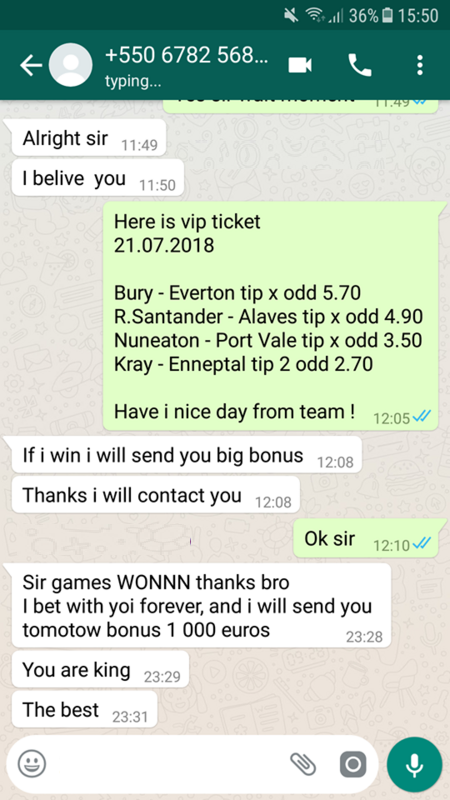 36% 15:50
+550 6782 568...
typing...
11:49
Alright sir 11:49
I belive you 11:50
Here is vip ticket
21.07.2018
Bury - Everton tip x odd 5.70
R.Santander - Alaves tip x odd 4.90
Nuneaton - Port Vale tip x odd 3.50
Kray - Enneptal tip 2 odd 2.70
Have i nice day from team ! 12:05
If i win i will send you big bonus 12:08
Thanks i will contact you 12:08
Ok sir 12:10
Sir games WONNN thanks bro
I bet with yoi forever, and i will send you
tomotow bonus 1 000 euros 23:28
You are king 23:29
The best 23:31